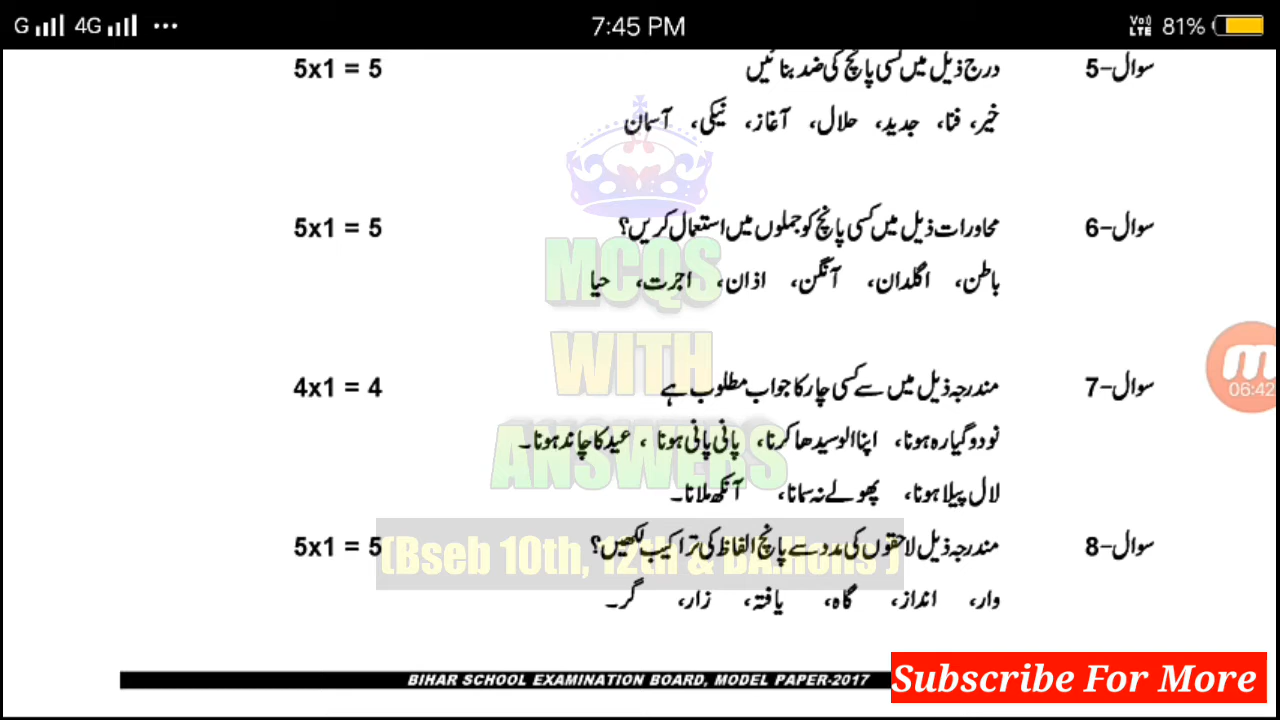 G 4G ••• 7:45 PM Vo) LTE 81%
سوال-5 درج ذیل میں کسی پانچ کی ضد بنائیں 5x1 = 5
خیر، فنا، جدید، حلال، آغاز، نیکی، آسان
سوال-6 محاورات ذیل میں کسی پانچ کو جملوں میں استعمال کریں؟ 5x1 = 5
باطن، اگلدان، آنگن، اذان، اجرت، حیا
سوال-7 مندرجہ ذیل میں سے کسی چار کا جواب مطلوب ہے 4x1 = 4
نو دو گیارہ ہونا، اپنا الو سیدھا کرنا، پانی پانی ہونا، عید کا چاند ہونا۔
لال پیلا ہونا، پھولے نہ سمانا، آنکھ ملانا۔
سوال-8 مندرجہ ذیل لاحقوں کی مدد سے پانچ الفاظ کی تراکیب لکھیں؟ 5x1 = 5
وار، انداز، گاہ، یافتہ، زار، گر۔
MCQS
WITH
ANSWERS
(Bseb 10th, 12th & BA.Hons )
06:42
BIHAR SCHOOL EXAMINATION BOARD, MODEL PAPER-2017
Subscribe For More